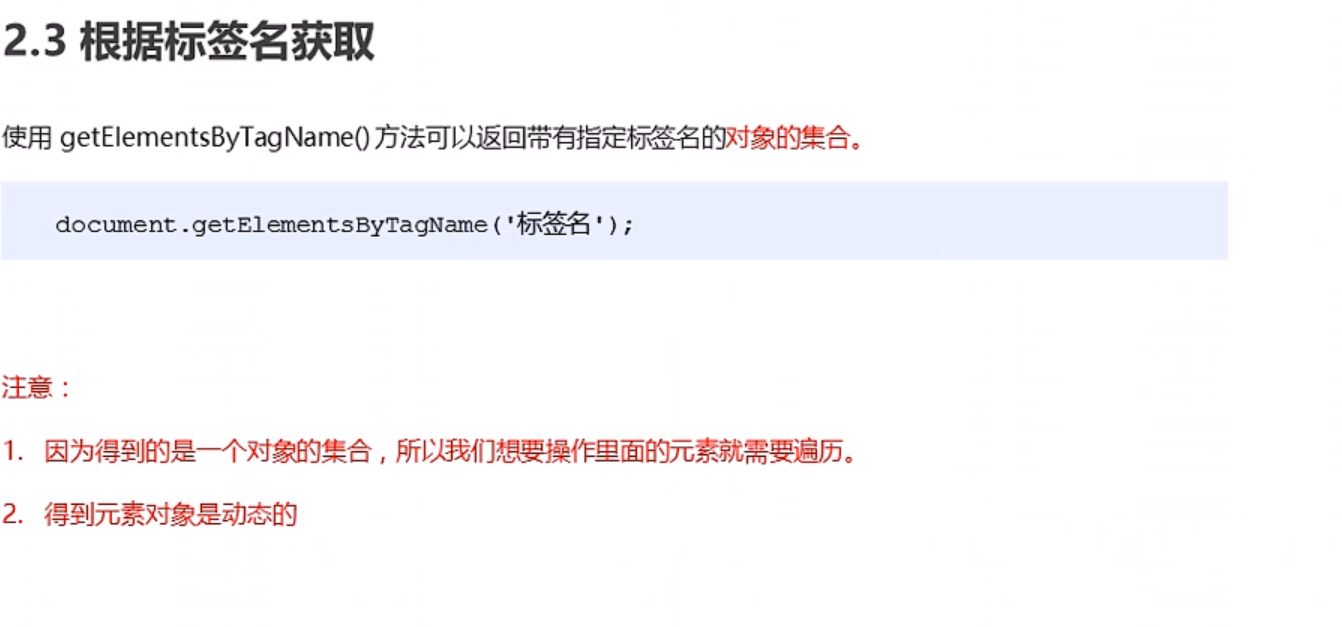 2.3 根据标签名获取
使用 getElementsByTagName() 方法可以返回带有指定标签名的对象的集合。
document.getElementsByTagName('标签名');
注意：
1. 因为得到的是一个对象的集合，所以我们想要操作里面的元素就需要遍历。
2. 得到元素对象是动态的